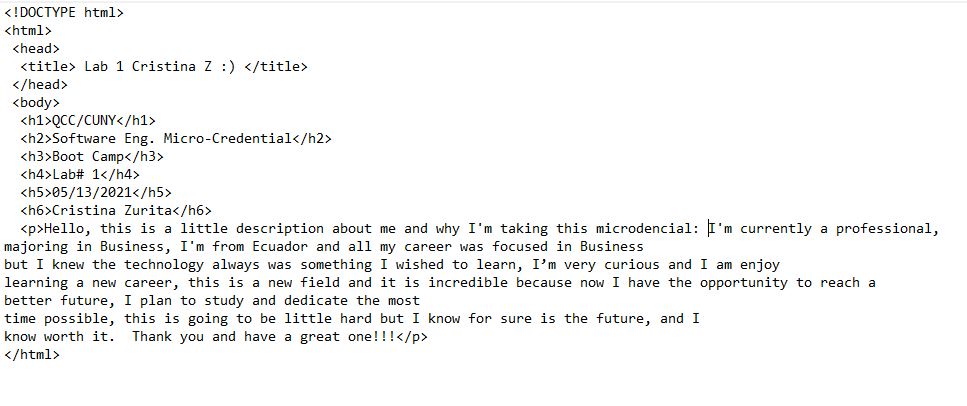 <!DOCTYPE html>
<html>
<head>
<title> Lab 1 Cristina Z :) </title>
</head>
<body>
<h1>QCC/CUNY</h1>
<h2>Software Eng. Micro-Credential</h2>
<h3>Boot Camp</h3>
<h4>Lab# 1</h4>
<h5>05/13/2021</h5>
<h6>Cristina Zurita</h6>
<p>Hello, this is a little description about me and why I'm taking this microdencial: I'm currently a professional,
majoring in Business, I'm from Ecuador and all my career was focused in Business
but I knew the technology always was something I wished to learn, I’m very curious and I am enjoy
learning a new career, this is a new field and it is incredible because now I have the opportunity to reach a
better future, I plan to study and dedicate the most
time possible, this is going to be little hard but I know for sure is the future, and I
know worth it.  Thank you and have a great one!!!</p>
</html>